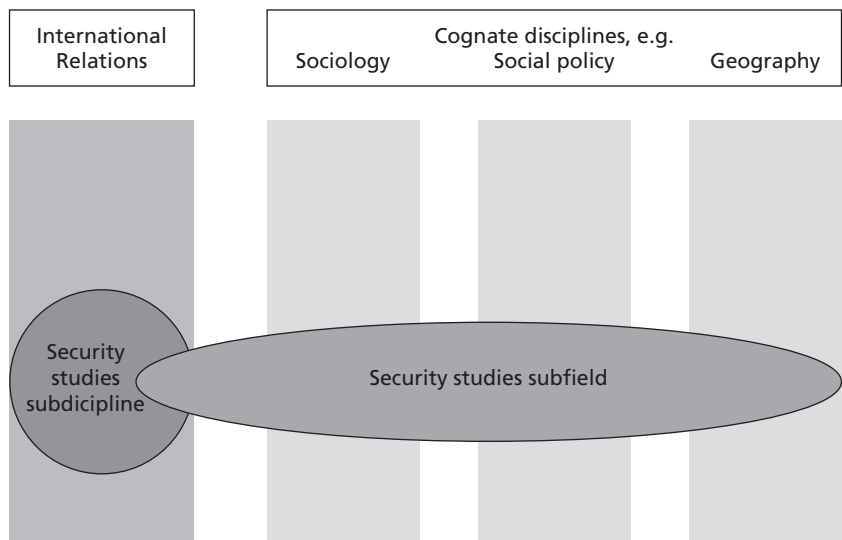 International
Relations
Cognate disciplines, e.g.
Sociology Social policy Geography
Security
studies
subdicipline
Security studies subfield